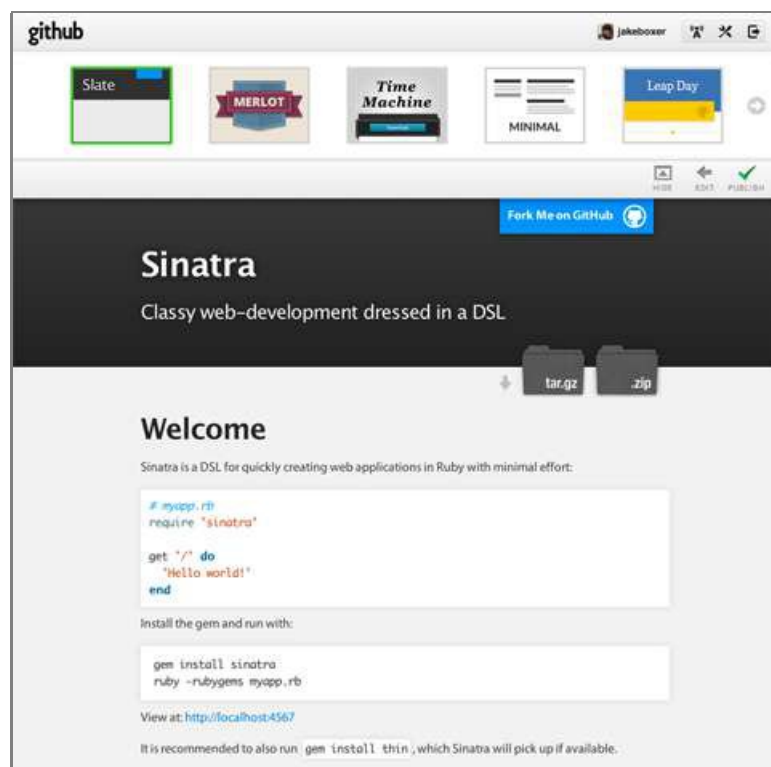 github
jakeboxer
Slate
MERLOT
Time
Machine
MINIMAL
Leap Day
HIDE
EDIT
PUBLISH
Fork Me on GitHub
Sinatra
Classy web-development dressed in a DSL
tar.gz
.zip
Welcome
Sinatra is a DSL for quickly creating web applications in Ruby with minimal effort:
# myapp.rb
require 'sinatra'
get '/' do
'Hello world!'
end
Install the gem and run with:
gem install sinatra
ruby -rubygems myapp.rb
View at: http://localhost:4567
It is recommended to also run gem install thin, which Sinatra will pick up if available.